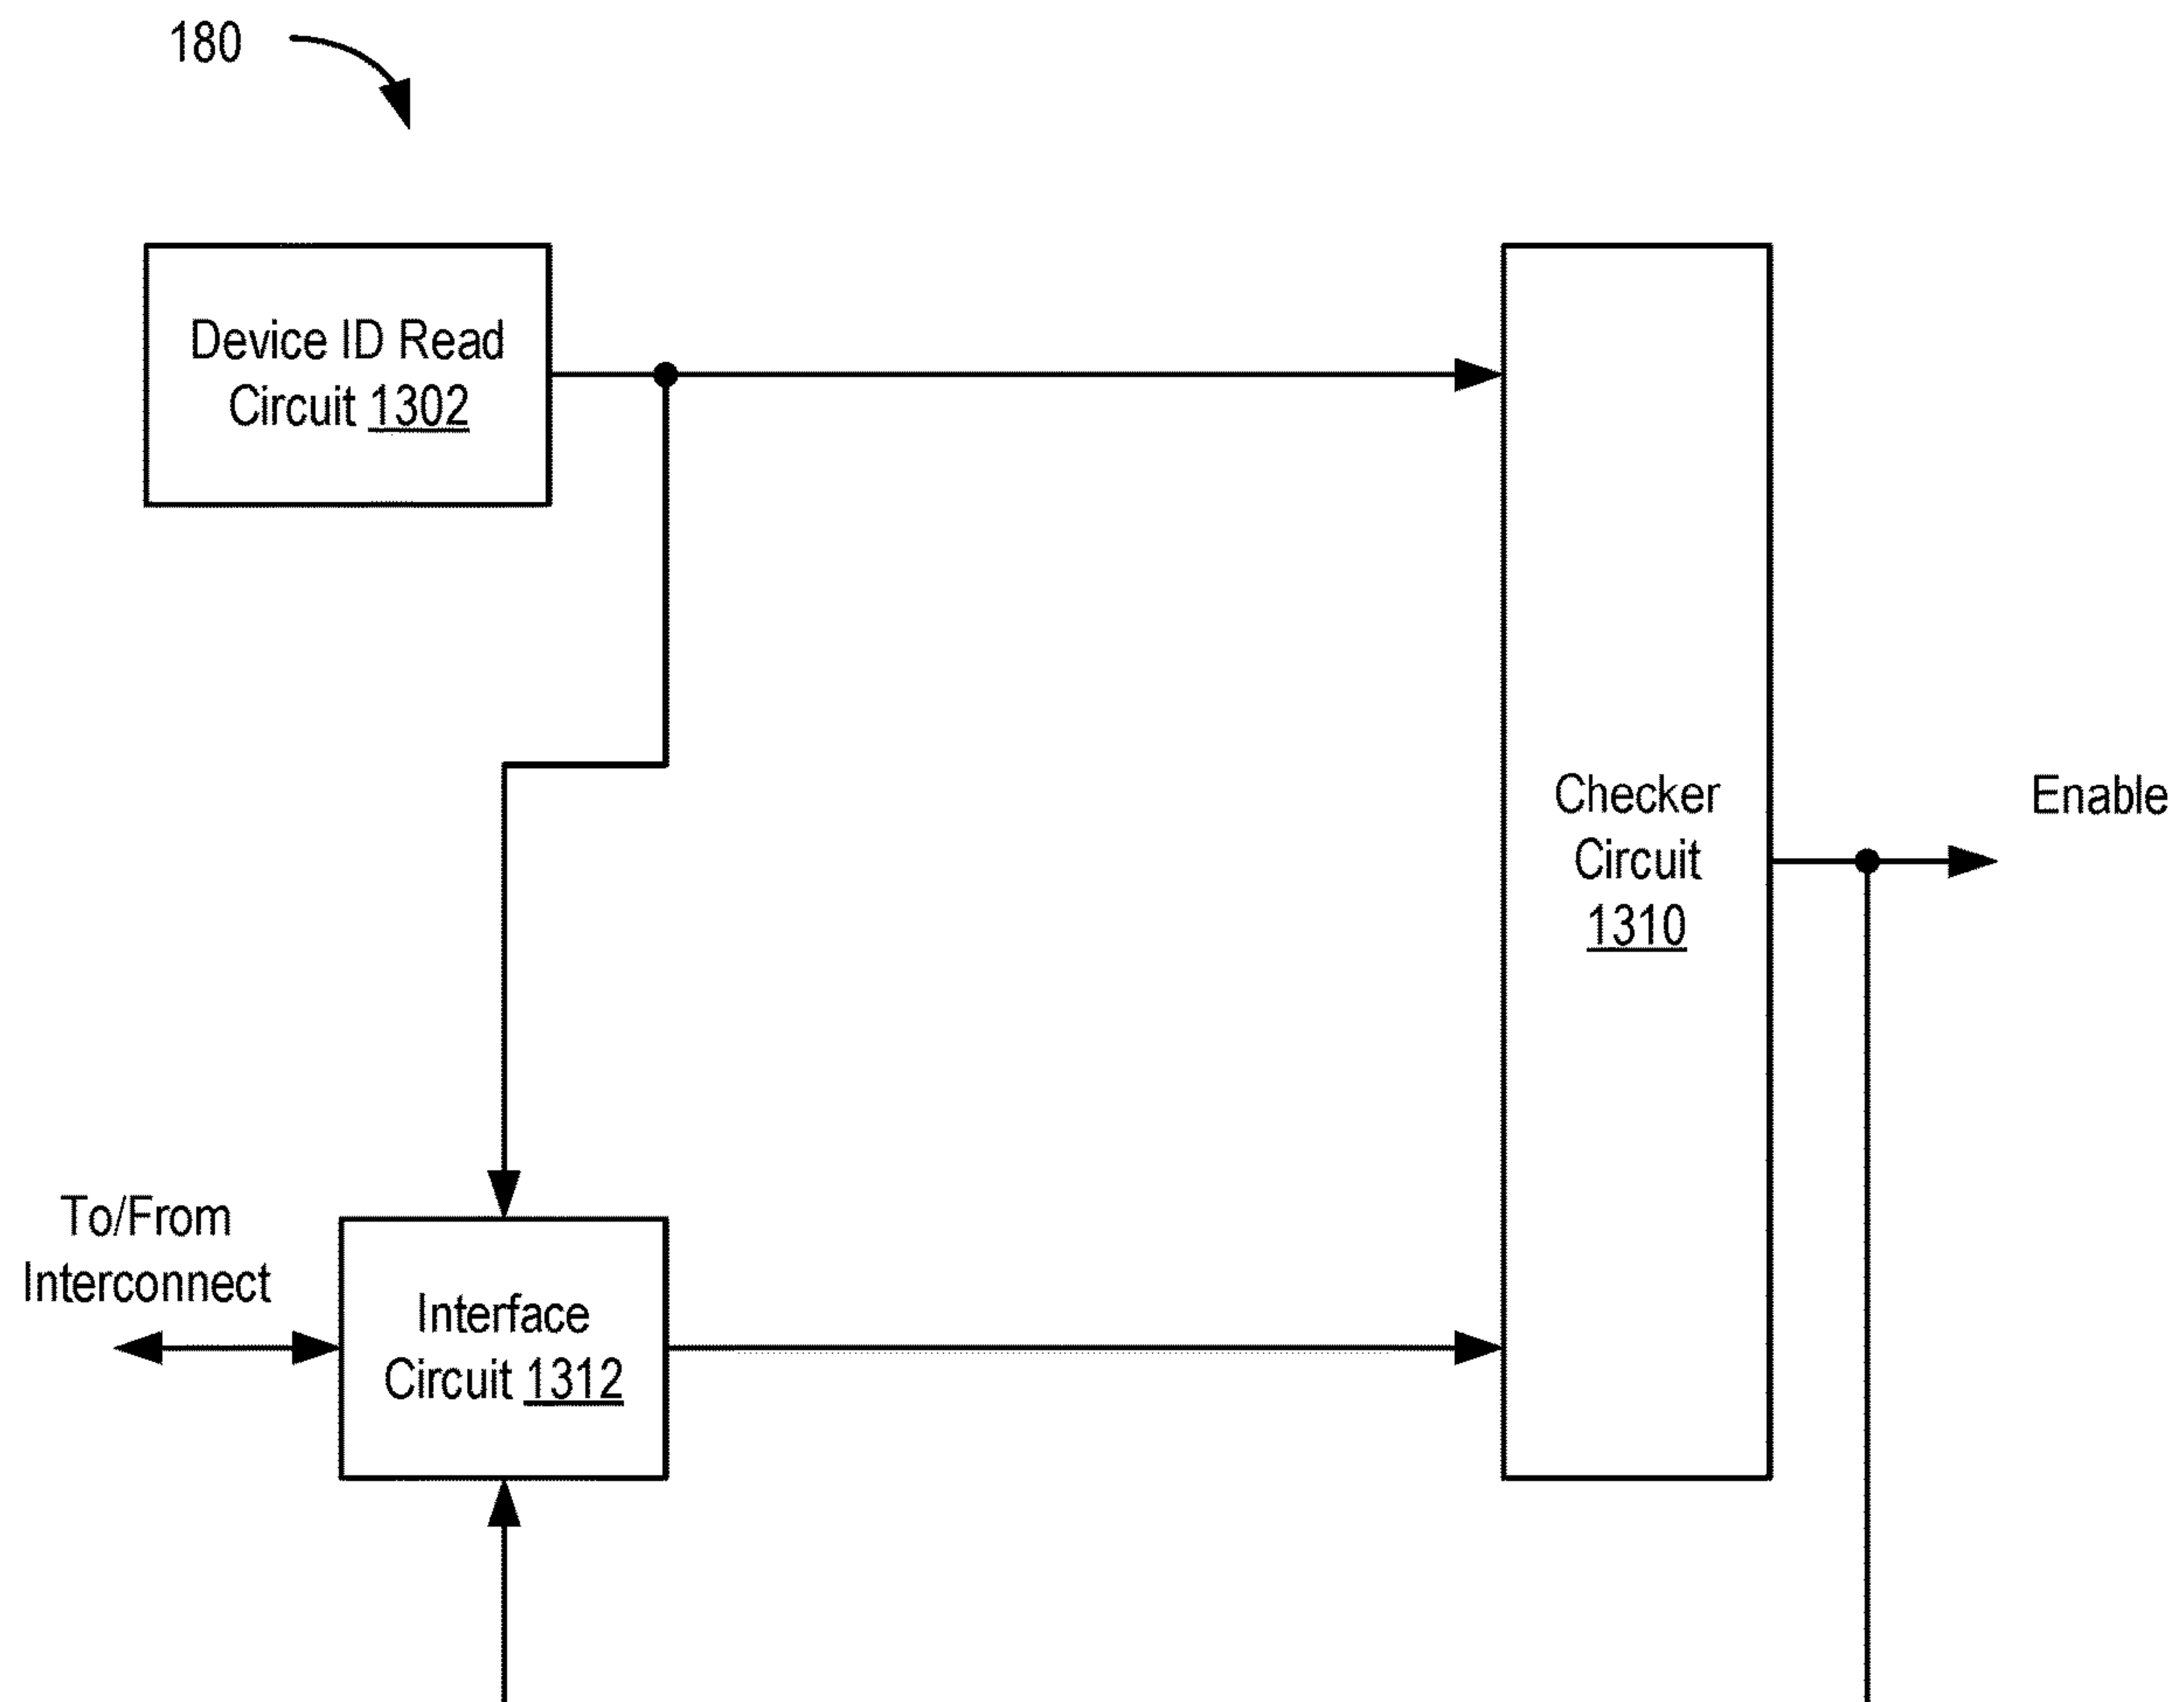 180
Device ID Read
Circuit 1302
Checker
Circuit
1310
Enable
To/From
Interconnect
Interface
Circuit 1312